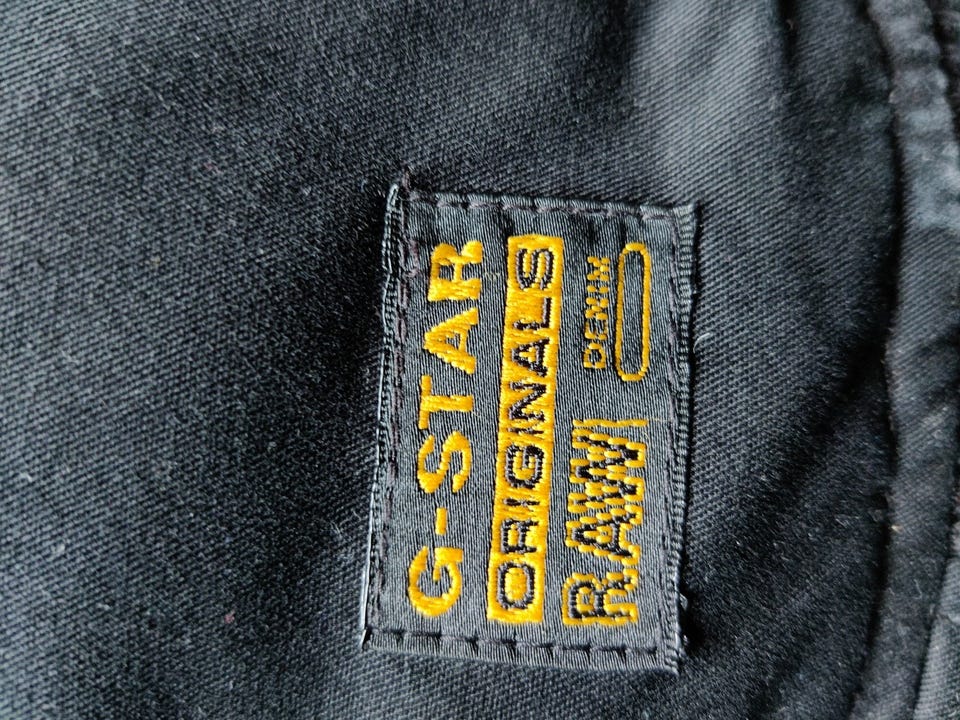 G-STAR
ORIGINALS
RAW DENIM